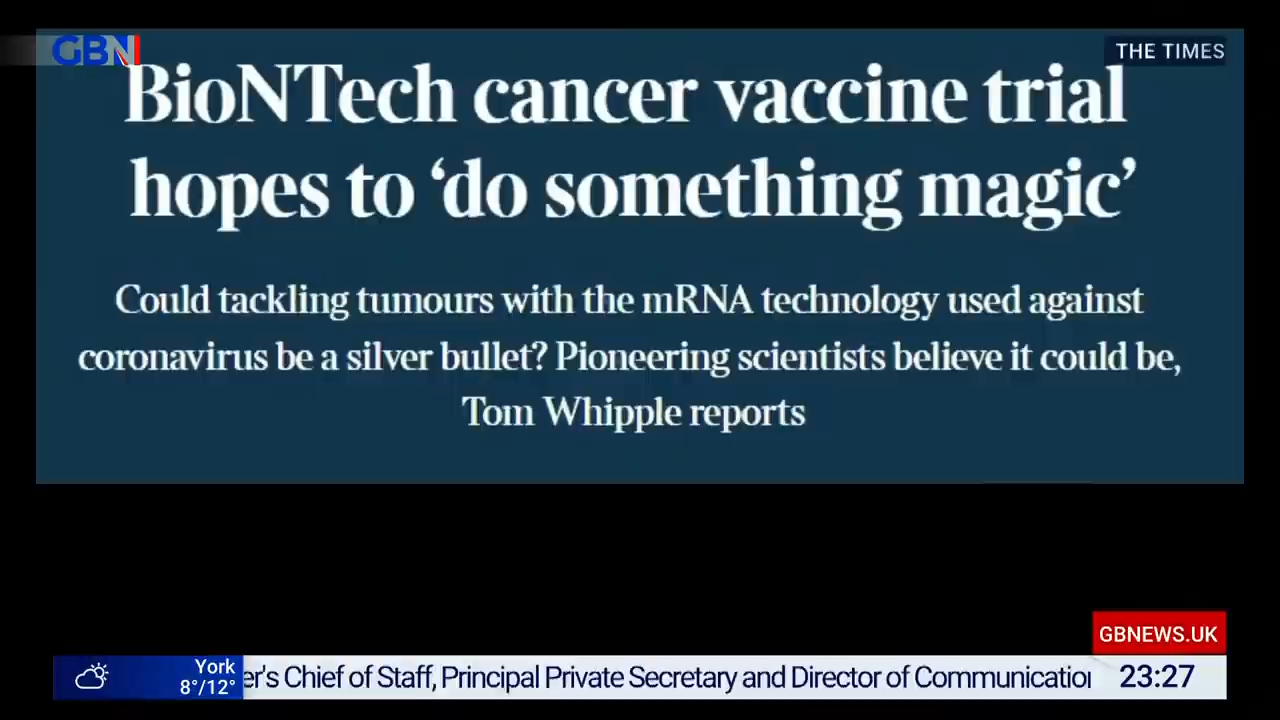 GBN
THE TIMES
BioNTech cancer vaccine trial
hopes to ‘do something magic’
Could tackling tumours with the mRNA technology used against
coronavirus be a silver bullet? Pioneering scientists believe it could be,
Tom Whipple reports
GBNEWS.UK
York
8°/12°
er's Chief of Staff, Principal Private Secretary and Director of Communication
23:27